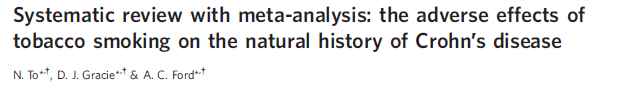 Systematic review with meta-analysis: the adverse effects of
tobacco smoking on the natural history of Crohn's disease
N. To*,†, D. J. Gracie*,† & A. C. Ford*,†